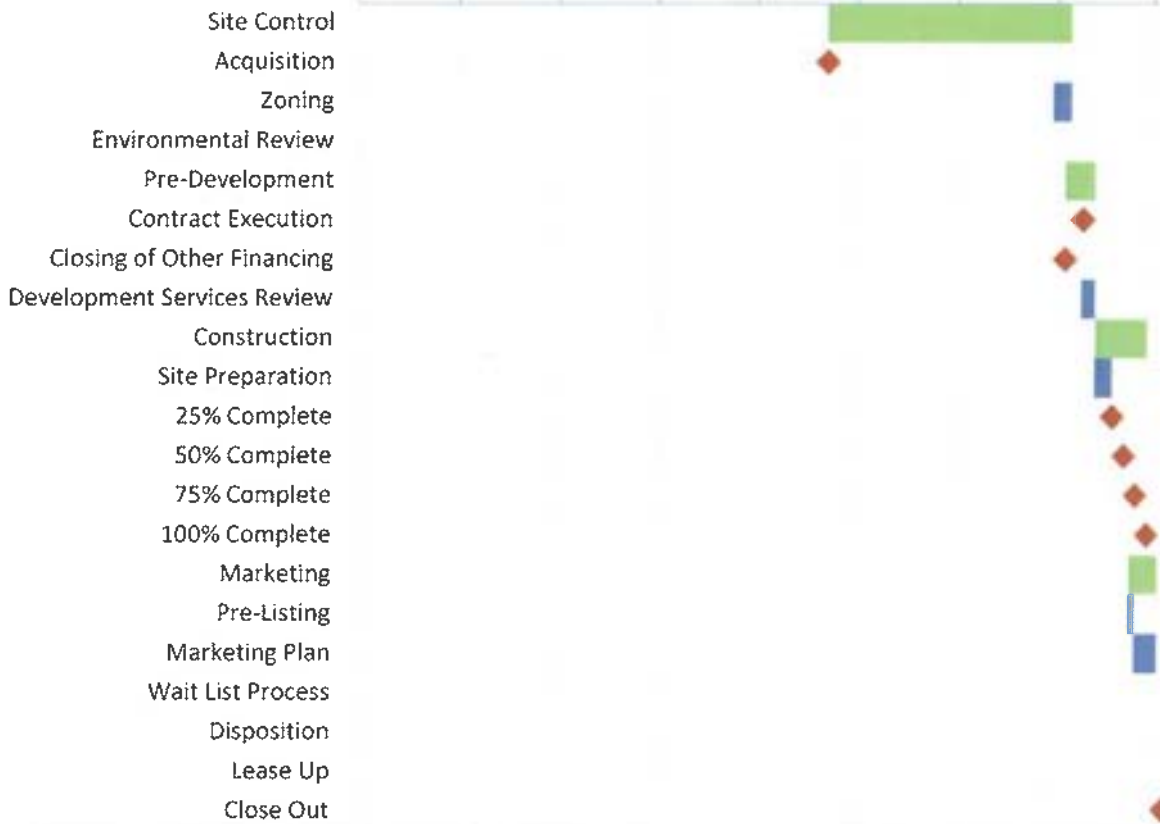 Site Control
Acquisition
Zoning
Environmental Review
Pre-Development
Contract Execution
Closing of Other Financing
Development Services Review
Construction
Site Preparation
25% Complete
50% Complete
75% Complete
100% Complete
Marketing
Pre-Listing
Marketing Plan
Wait List Process
Disposition
Lease Up
Close Out